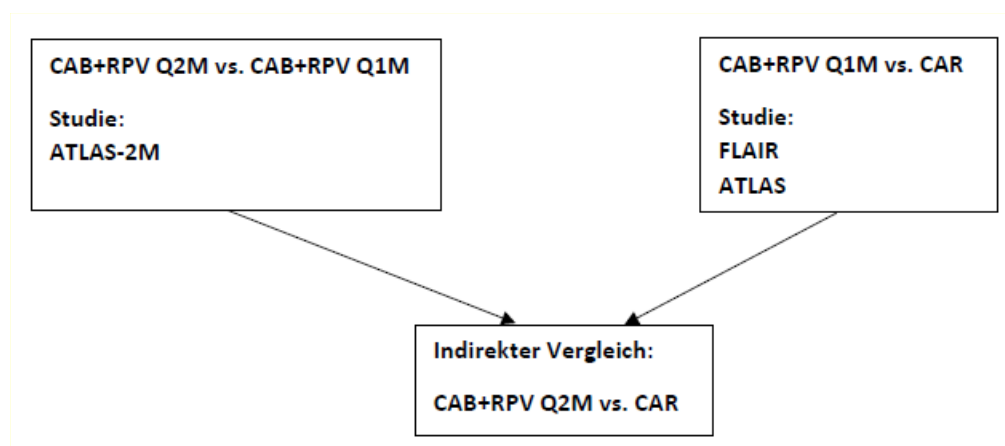 CAB+RPV Q2M vs. CAB+RPV Q1M
Studie:
ATLAS-2M
CAB+RPV Q1M vs. CAR
Studie:
FLAIR
ATLAS
Indirekter Vergleich:
CAB+RPV Q2M vs. CAR